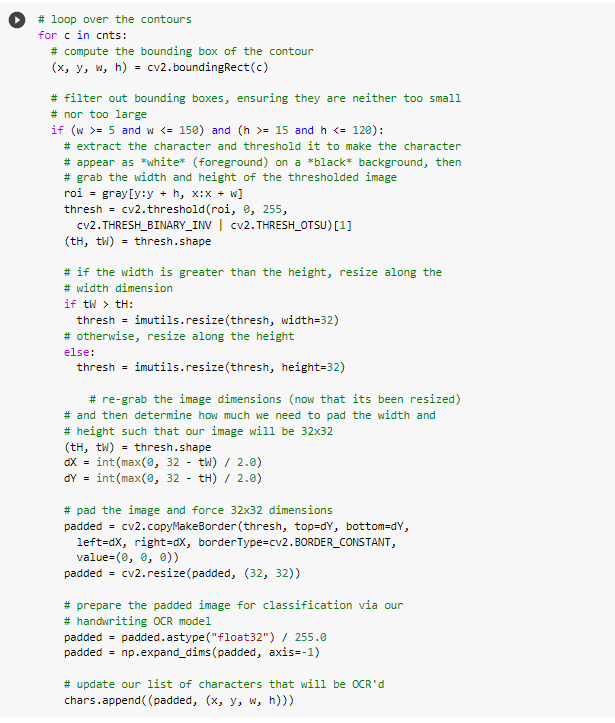 # loop over the contours
for c in cnts:
  # compute the bounding box of the contour
  (x, y, w, h) = cv2.boundingRect(c)

  # filter out bounding boxes, ensuring they are neither too small
  # nor too large
  if (w >= 5 and w <= 150) and (h >= 15 and h <= 120):
    # extract the character and threshold it to make the character
    # appear as *white* (foreground) on a *black* background, then
    # grab the width and height of the thresholded image
    roi = gray[y:y + h, x:x + w]
    thresh = cv2.threshold(roi, 0, 255,
      cv2.THRESH_BINARY_INV | cv2.THRESH_OTSU)[1]
    (tH, tW) = thresh.shape

    # if the width is greater than the height, resize along the
    # width dimension
    if tW > tH:
      thresh = imutils.resize(thresh, width=32)
    # otherwise, resize along the height
    else:
      thresh = imutils.resize(thresh, height=32)

        # re-grab the image dimensions (now that its been resized)
    # and then determine how much we need to pad the width and
    # height such that our image will be 32x32
    (tH, tW) = thresh.shape
    dX = int(max(0, 32 - tW) / 2.0)
    dY = int(max(0, 32 - tH) / 2.0)

    # pad the image and force 32x32 dimensions
    padded = cv2.copyMakeBorder(thresh, top=dY, bottom=dY,
      left=dX, right=dX, borderType=cv2.BORDER_CONSTANT,
      value=(0, 0, 0))
    padded = cv2.resize(padded, (32, 32))

    # prepare the padded image for classification via our
    # handwriting OCR model
    padded = padded.astype("float32") / 255.0
    padded = np.expand_dims(padded, axis=-1)

    # update our list of characters that will be OCR'd
    chars.append((padded, (x, y, w, h)))